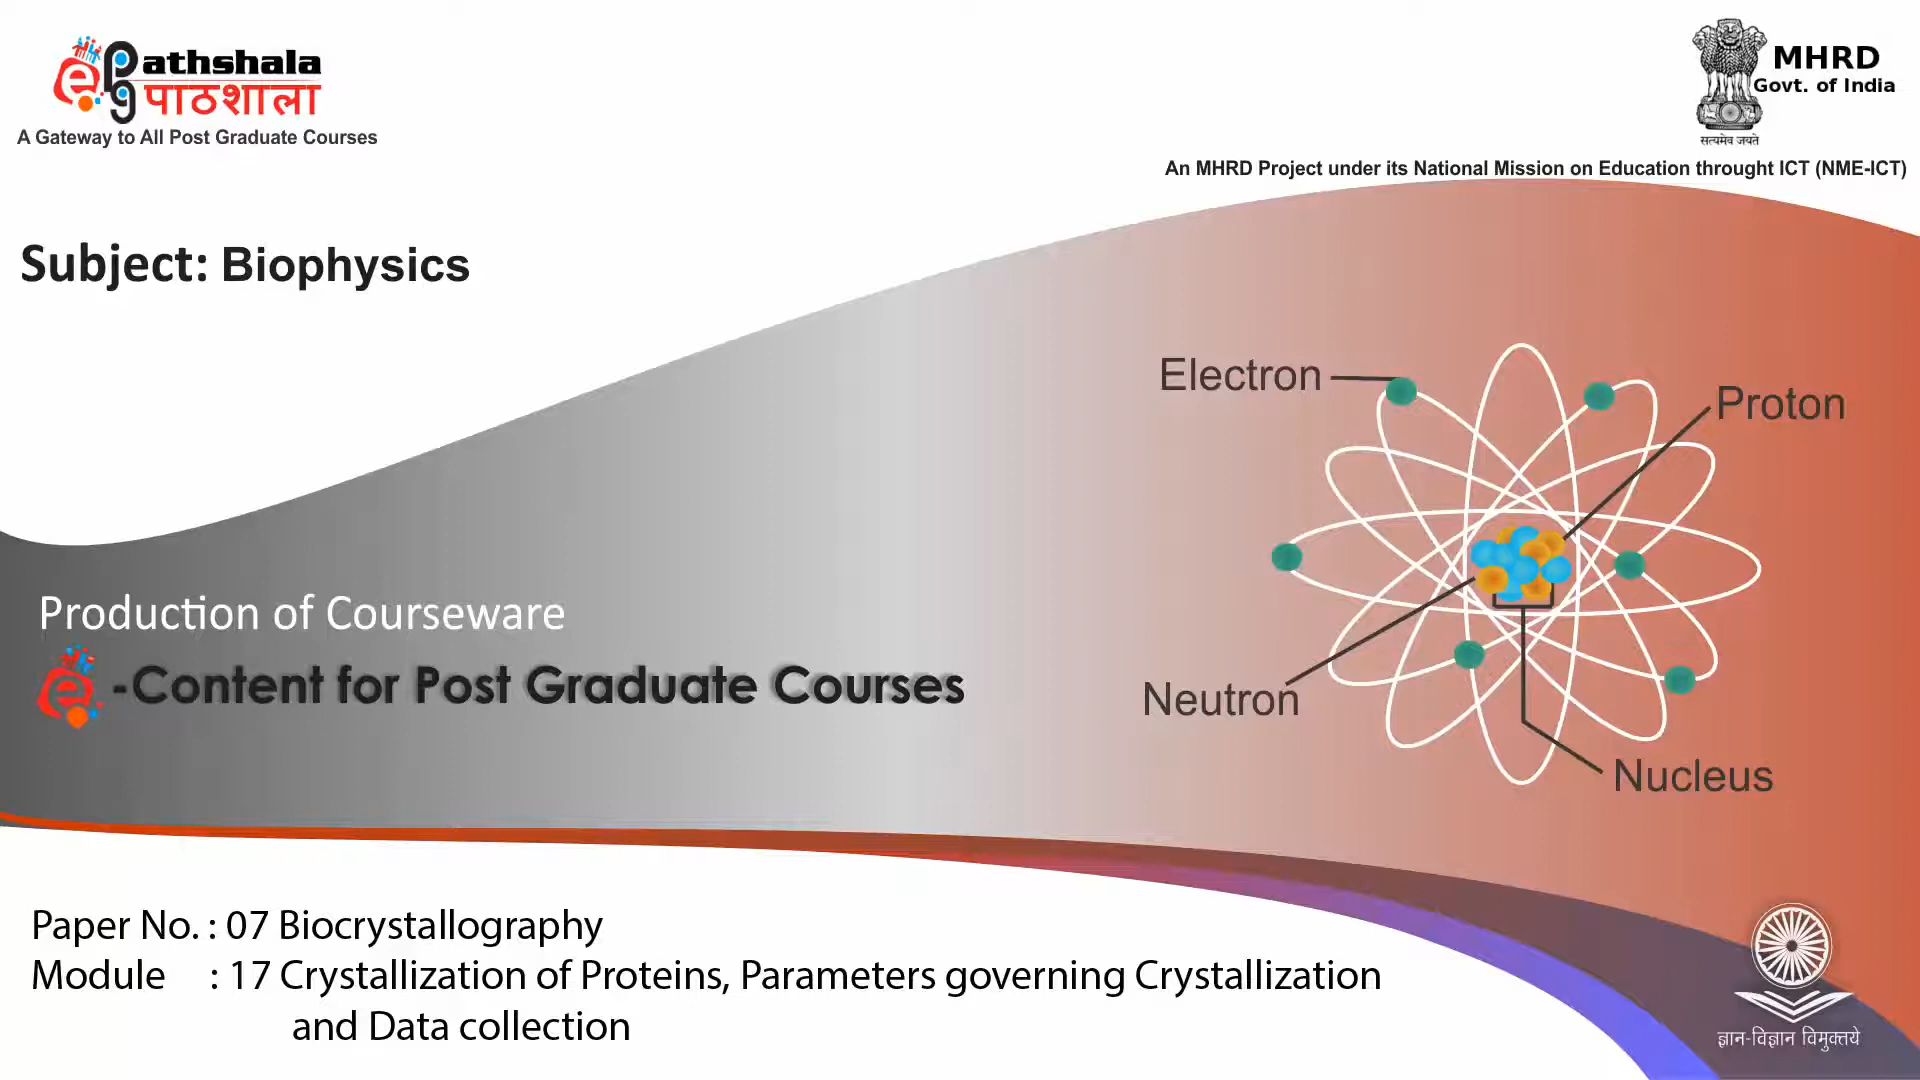 ePG Pathshala
पाठशाला
A Gateway to All Post Graduate Courses
MHRD
Govt. of India
सत्यमेव जयते
An MHRD Project under its National Mission on Education throught ICT (NME-ICT)
Subject: Biophysics
Electron
Proton
Neutron
Nucleus
Production of Courseware
e-Content for Post Graduate Courses
Paper No. : 07 Biocrystallography
Module : 17 Crystallization of Proteins, Parameters governing Crystallization
and Data collection
ज्ञान-विज्ञान विमुक्तये